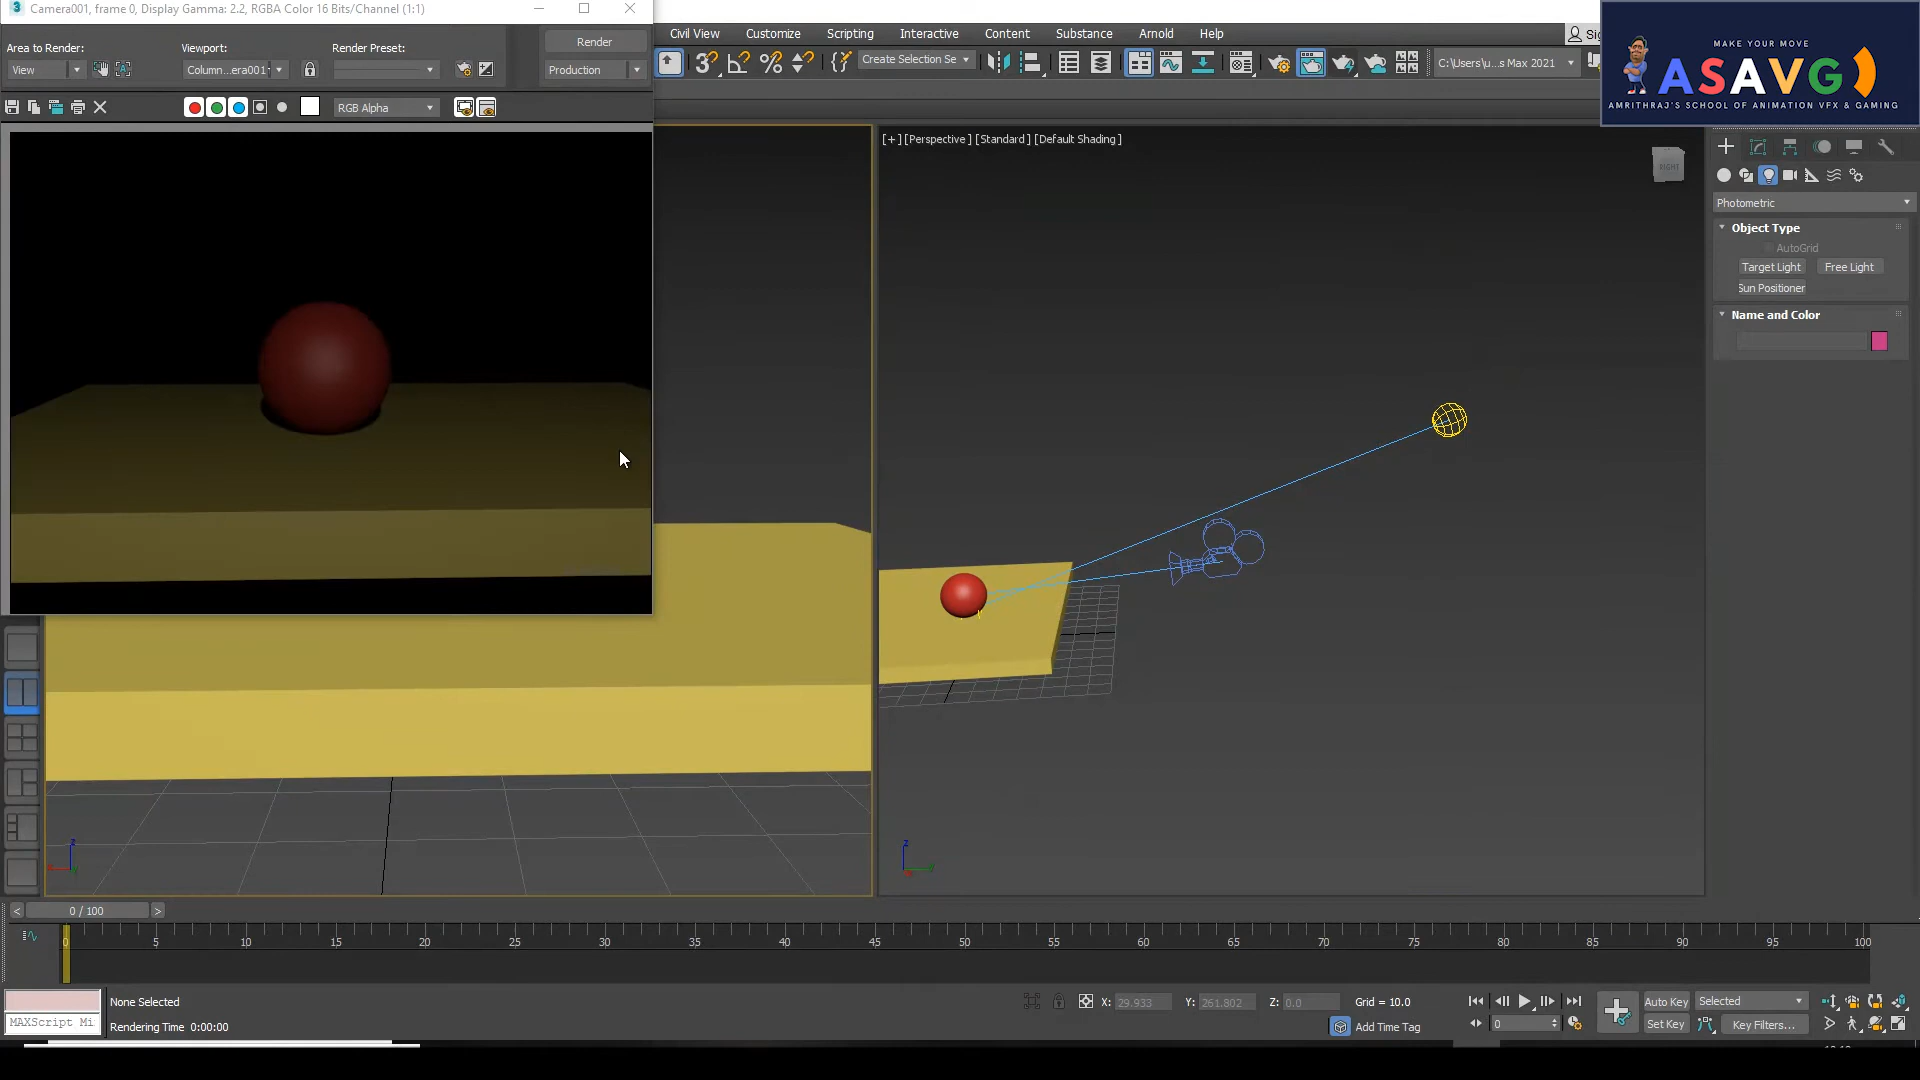 Camera001, frame 0, Display Gamma: 2.2, RGBA Color 16 Bits/Channel (1:1)
Area to Render:
Viewport:
Render Preset:
Render
View
Column...era001
Production
RGB Alpha
Civil View
Customize
Scripting
Interactive
Content
Substance
Arnold
Help
Create Selection Se
C:\Users\u...s Max 2021
MAKE YOUR MOVE
ASAVG
AMRITHRAJ'S SCHOOL OF ANIMATION VFX & GAMING
[+] [Perspective ] [Standard ] [Default Shading ]
RIGHT
Photometric
Object Type
AutoGrid
Target Light
Free Light
Sun Positioner
Name and Color
z
z
0 / 100
0 5 10 15 20 25 30 35 40 45 50 55 60 65 70 75 80 85 90 95 100
None Selected
X: 29.933 Y: 261.802 Z: 0.0 Grid = 10.0
Auto Key
Selected
MAXScript Mi
Rendering Time 0:00:00
Add Time Tag
0
Set Key
Key Filters...